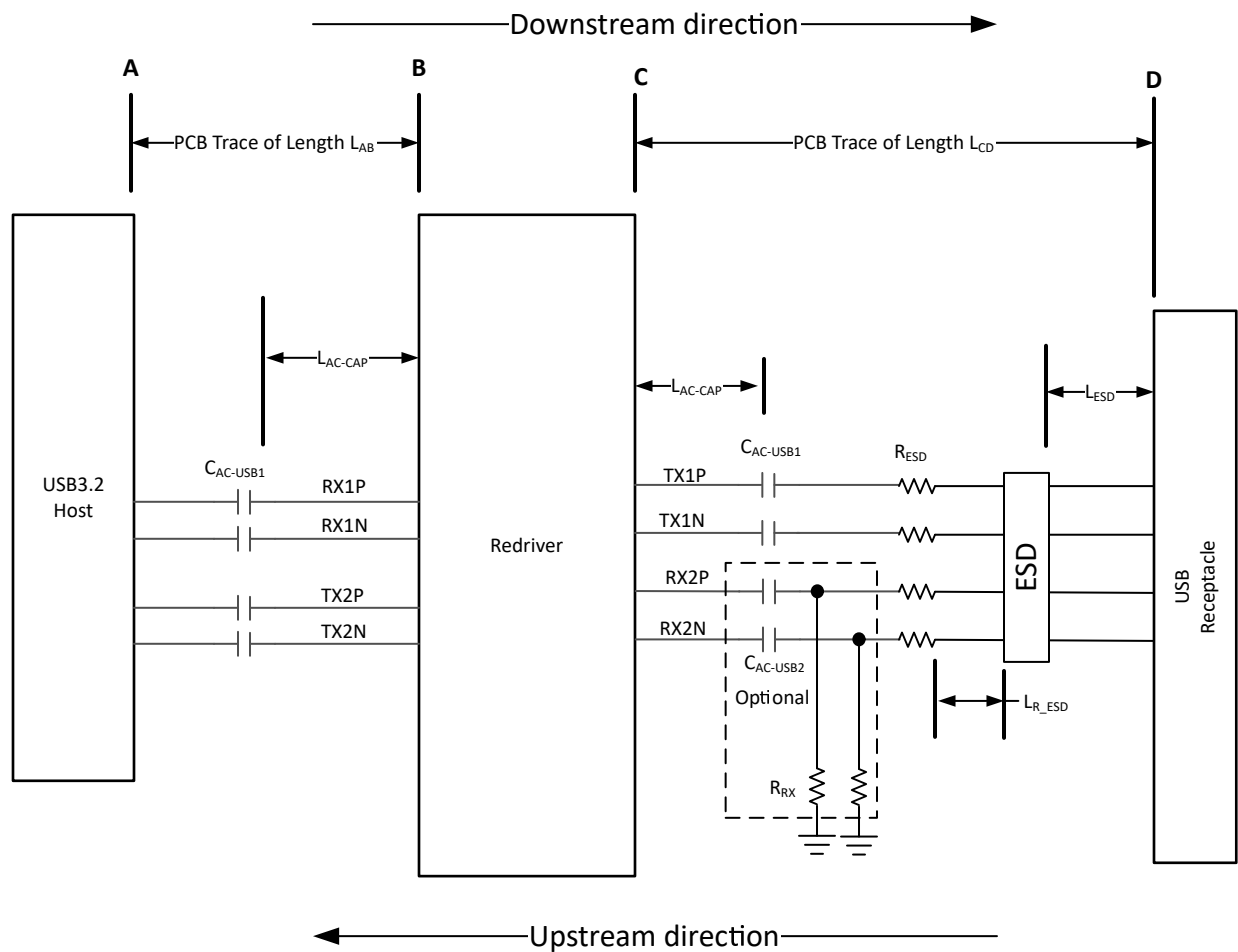 Downstream direction
A
B
C
D
PCB Trace of Length LAB
PCB Trace of Length LCD
LAC-CAP
LAC-CAP
LESD
CAC-USB1
CAC-USB1
RESD
USB3.2
Host
RX1P
RX1N
TX2P
TX2N
Redriver
TX1P
TX1N
RX2P
RX2N
CAC-USB2
Optional
RRX
ESD
LR_ESD
USB
Receptacle
Upstream direction